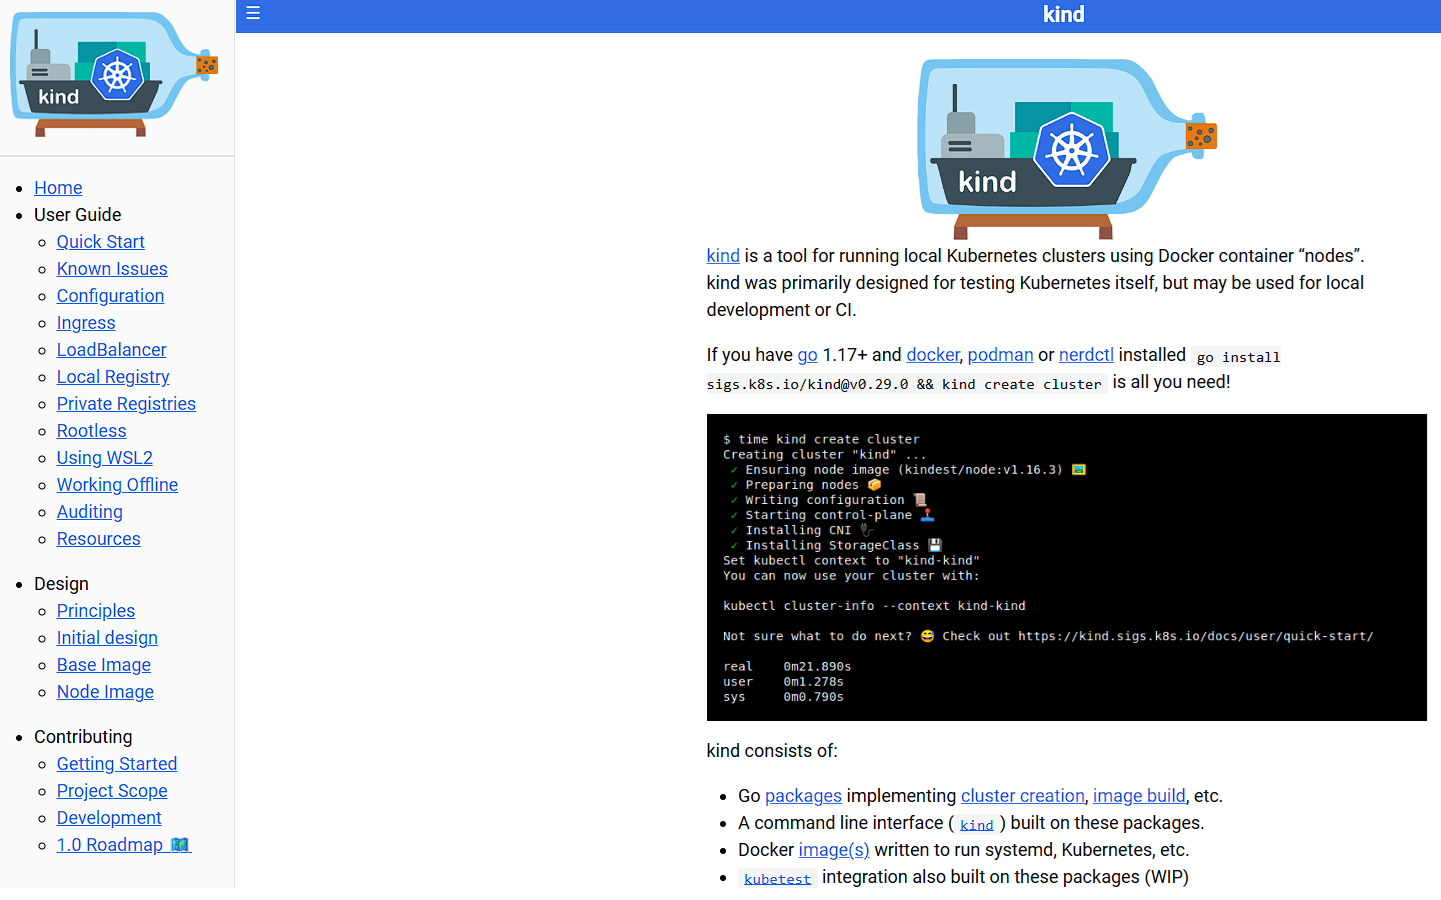 kind
Home
User Guide
Quick Start
Known Issues
Configuration
Ingress
LoadBalancer
Local Registry
Private Registries
Rootless
Using WSL2
Working Offline
Auditing
Resources
Design
Principles
Initial design
Base Image
Node Image
Contributing
Getting Started
Project Scope
Development
1.0 Roadmap 🗺️
☰
kind
kind
kind is a tool for running local Kubernetes clusters using Docker container “nodes”.
kind was primarily designed for testing Kubernetes itself, but may be used for local
development or CI.
If you have go 1.17+ and docker, podman or nerdctl installed go install
sigs.k8s.io/kind@v0.29.0 && kind create cluster is all you need!
$ time kind create cluster
Creating cluster "kind" ...
✓ Ensuring node image (kindest/node:v1.16.3) 🖼
✓ Preparing nodes 📦
✓ Writing configuration 📜
✓ Starting control-plane 🕹️
✓ Installing CNI 🔌
✓ Installing StorageClass 💾
Set kubectl context to "kind-kind"
You can now use your cluster with:
kubectl cluster-info --context kind-kind
Not sure what to do next? 😅 Check out https://kind.sigs.k8s.io/docs/user/quick-start/
real 0m21.890s
user 0m1.278s
sys 0m0.790s
kind consists of:
Go packages implementing cluster creation, image build, etc.
A command line interface ( kind ) built on these packages.
Docker image(s) written to run systemd, Kubernetes, etc.
kubetest integration also built on these packages (WIP)